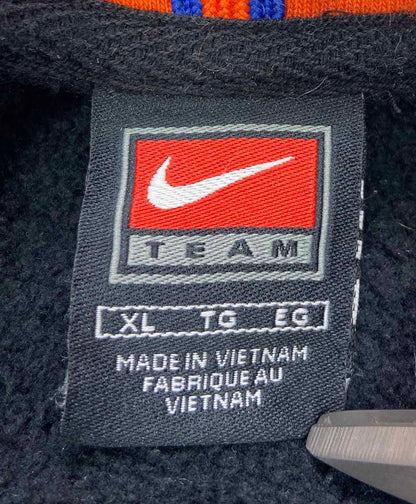 TEAM
XL TG EG
MADE IN VIETNAM
FABRIQUE AU
VIETNAM